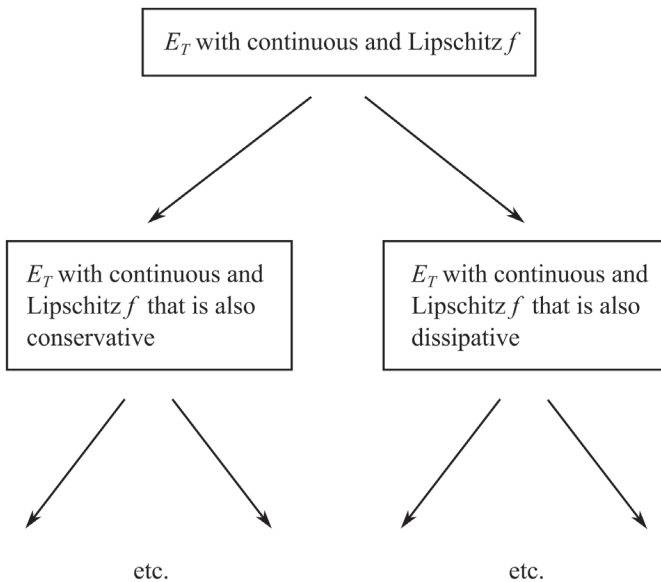 E_T with continuous and Lipschitz f
E_T with continuous and
Lipschitz f that is also
conservative
E_T with continuous and
Lipschitz f that is also
dissipative
etc.
etc.